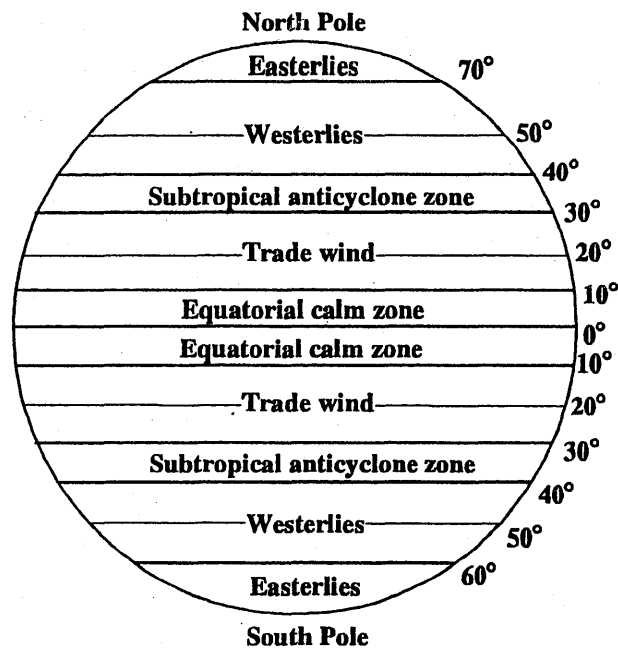 North Pole
Easterlies
70°
Westerlies
50°
40°
Subtropical anticyclone zone
30°
Trade wind
20°
10°
Equatorial calm zone
0°
Equatorial calm zone
10°
Trade wind
20°
30°
Subtropical anticyclone zone
40°
Westerlies
50°
60°
Easterlies
South Pole